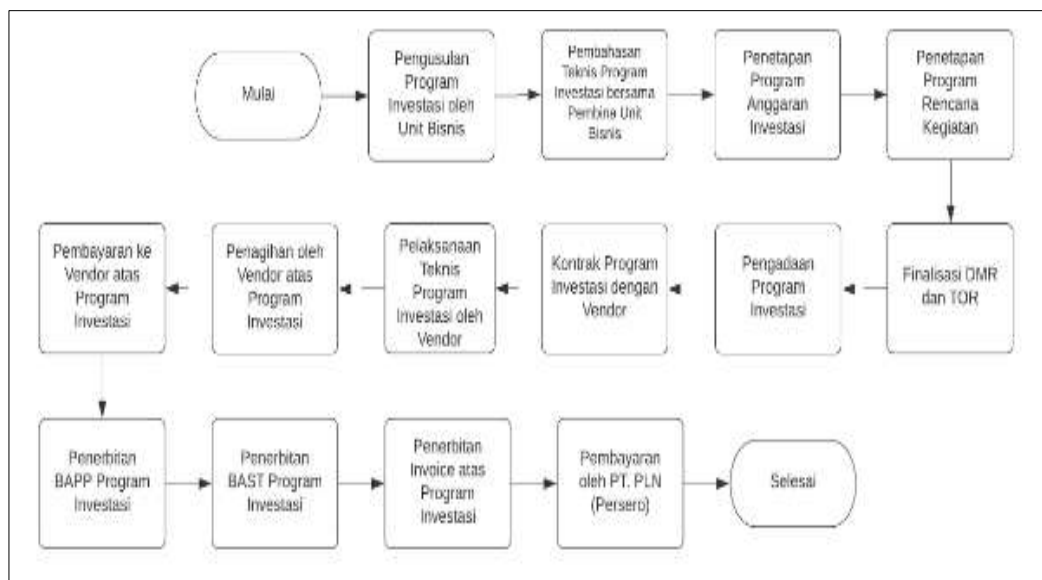 Mulai
Pengusulan
Program
Investasi oleh
Unit Bisnis
Pembahasan
Teknis Program
Investasi bersama
Pembina Unit
Bisnis
Penetapan
Program
Anggaran
Investasi
Penetapan
Program
Rencana
Kegiatan
Finalisasi DMR
dan TOR
Pengadaan
Program
Investasi
Kontrak Program
Investasi dengan
Vendor
Pelaksanaan
Teknis
Program
Investasi oleh
Vendor
Penagihan oleh
Vendor atas
Program
Investasi
Pembayaran ke
Vendor atas
Program
Investasi
Penerbitan
BAPP Program
Investasi
Penerbitan
BAST Program
Investasi
Penerbitan
Invoice atas
Program
Investasi
Pembayaran
oleh PT. PLN
(Persero)
Selesai